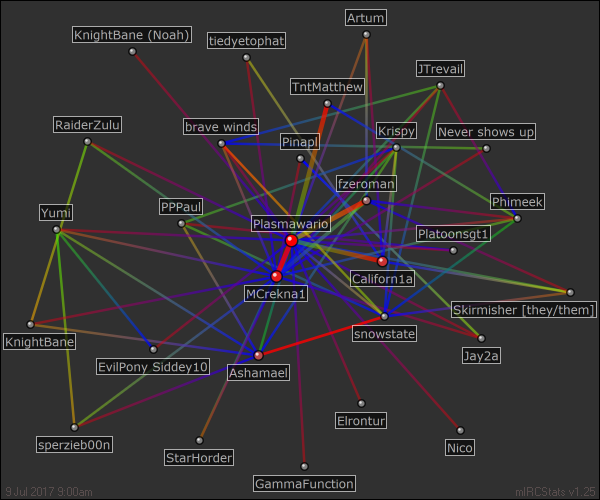 Artum
KnightBane (Noah)
tiedyetophat
JTrevail
TntMatthew
RaiderZulu
brave winds
Krispy
Never shows up
Pinapl
fzeroman
Phimeek
Yumi
PPPaul
Plasmawario
Platoonsgt1
Californ1a
MCrekna1
Skirmisher [they/them]
snowstate
KnightBane
EvilPony Siddey10
Jay2a
Ashamael
Elrontur
sperzieb00n
StarHorder
Nico
GammaFunction
9 Jul 2017 9:00am
mIRCStats v1.25